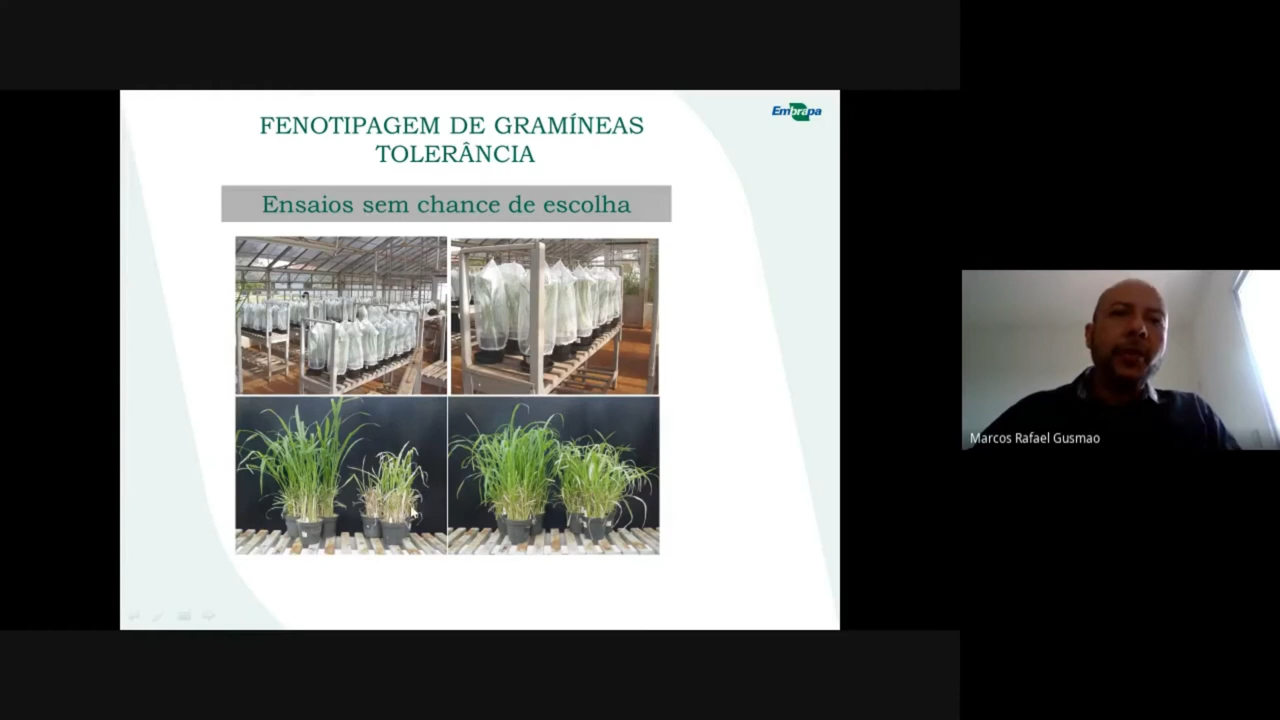 Embrapa
FENOTIPAGEM DE GRAMÍNEAS
TOLERÂNCIA
Ensaios sem chance de escolha
Marcos Rafael Gusmao